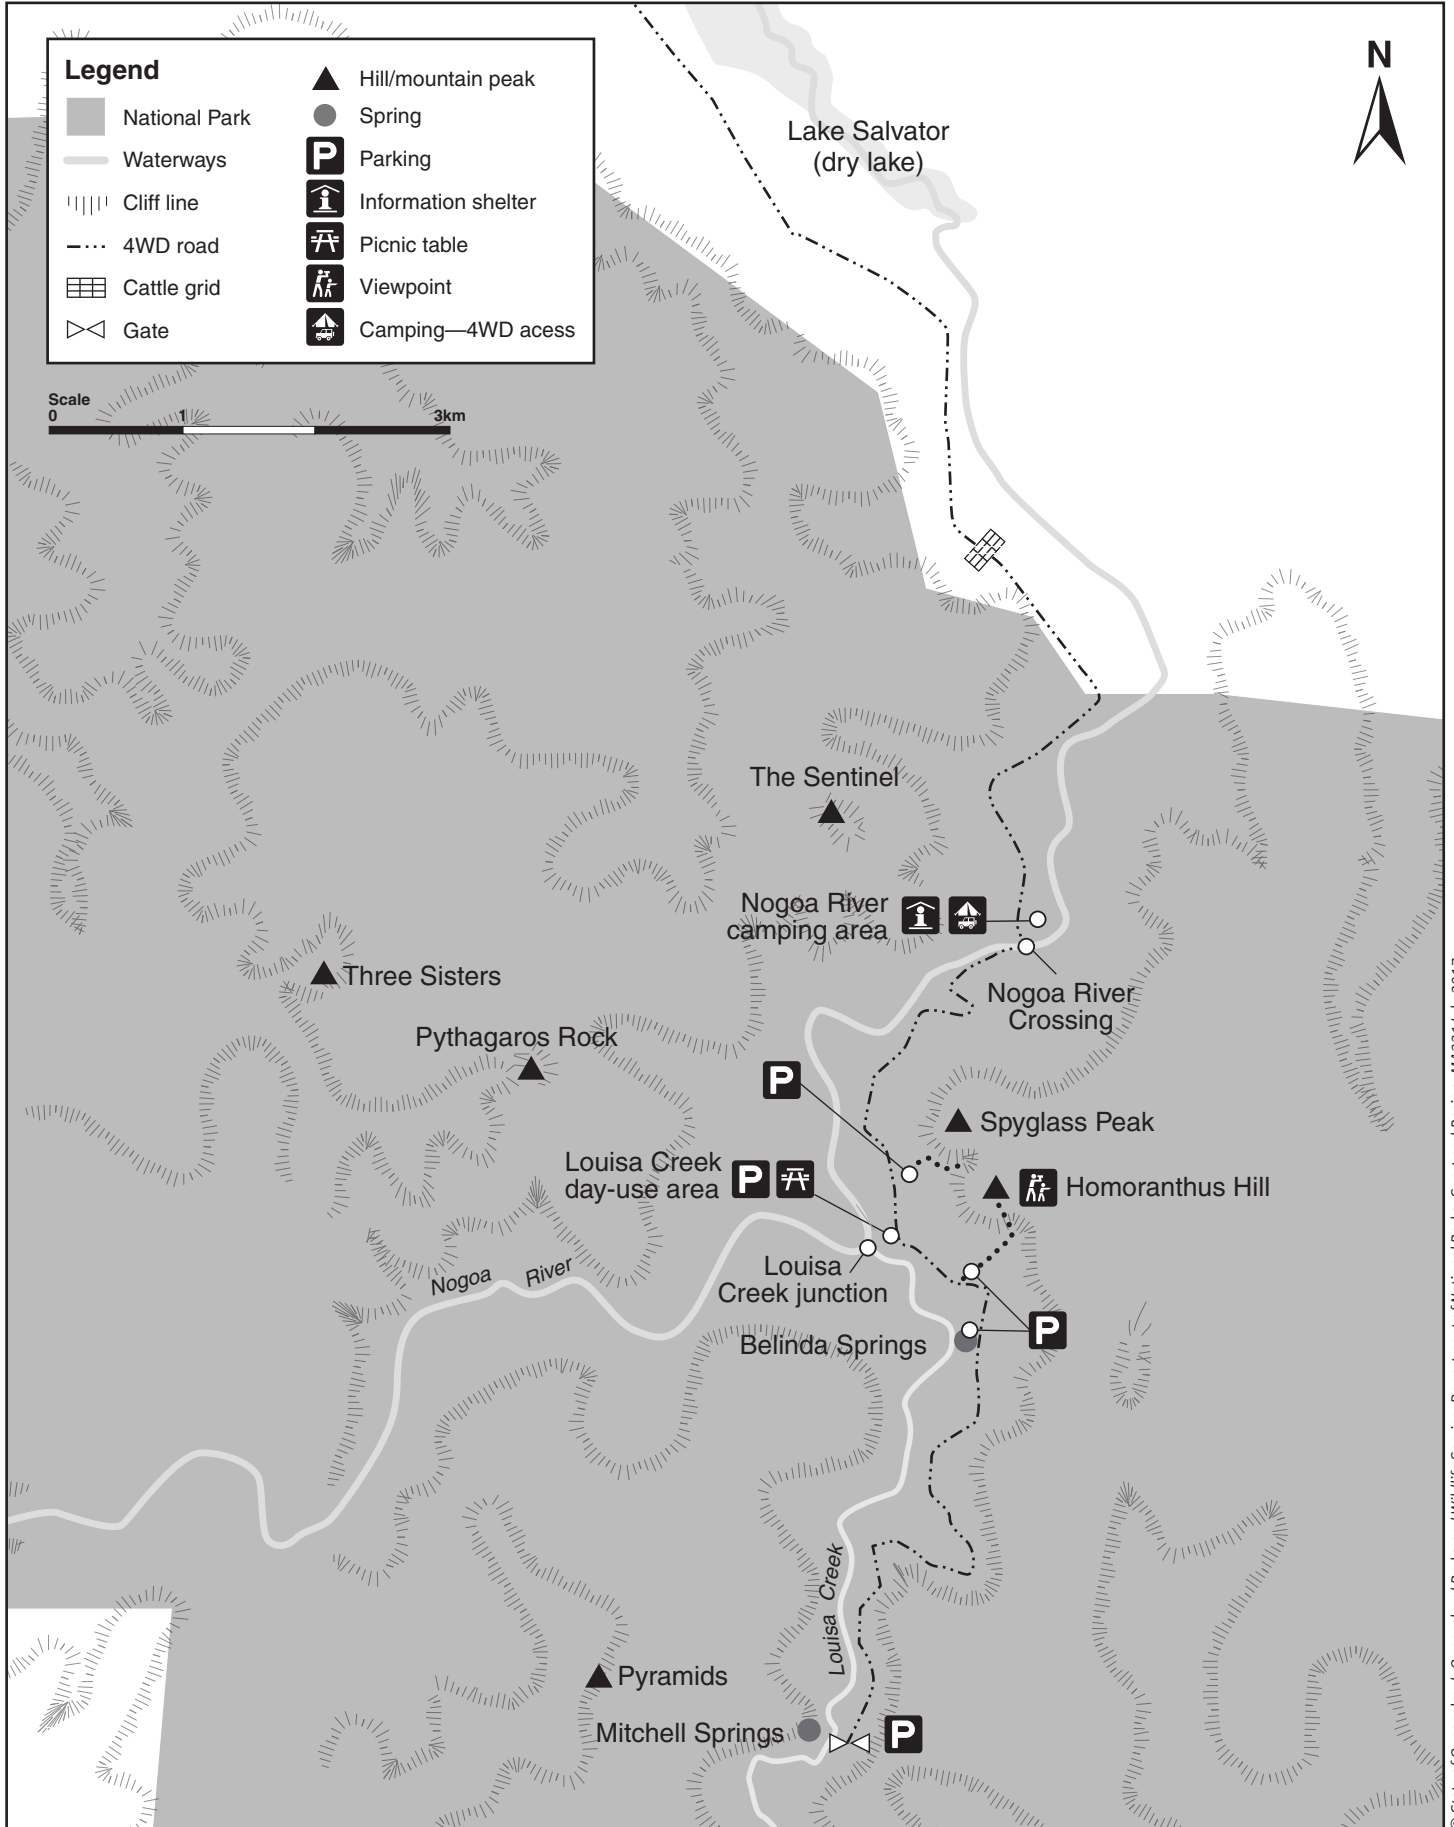 Legend
National Park
Waterways
Cliff line
4WD road
Cattle grid
Gate
Hill/mountain peak
Spring
P
Parking
Information shelter
Picnic table
Viewpoint
Camping—4WD acess
Scale
0 1 3km
N
Lake Salvator
(dry lake)
The Sentinel
Nogoa River
camping area
Three Sisters
Nogoa River
Crossing
Pythagaros Rock
P
Spyglass Peak
Louisa Creek
day-use area
P
Homoranthus Hill
Nogoa River
Louisa
Creek junction
Belinda Springs
P
Louisa Creek
Pyramids
Mitchell Springs
P